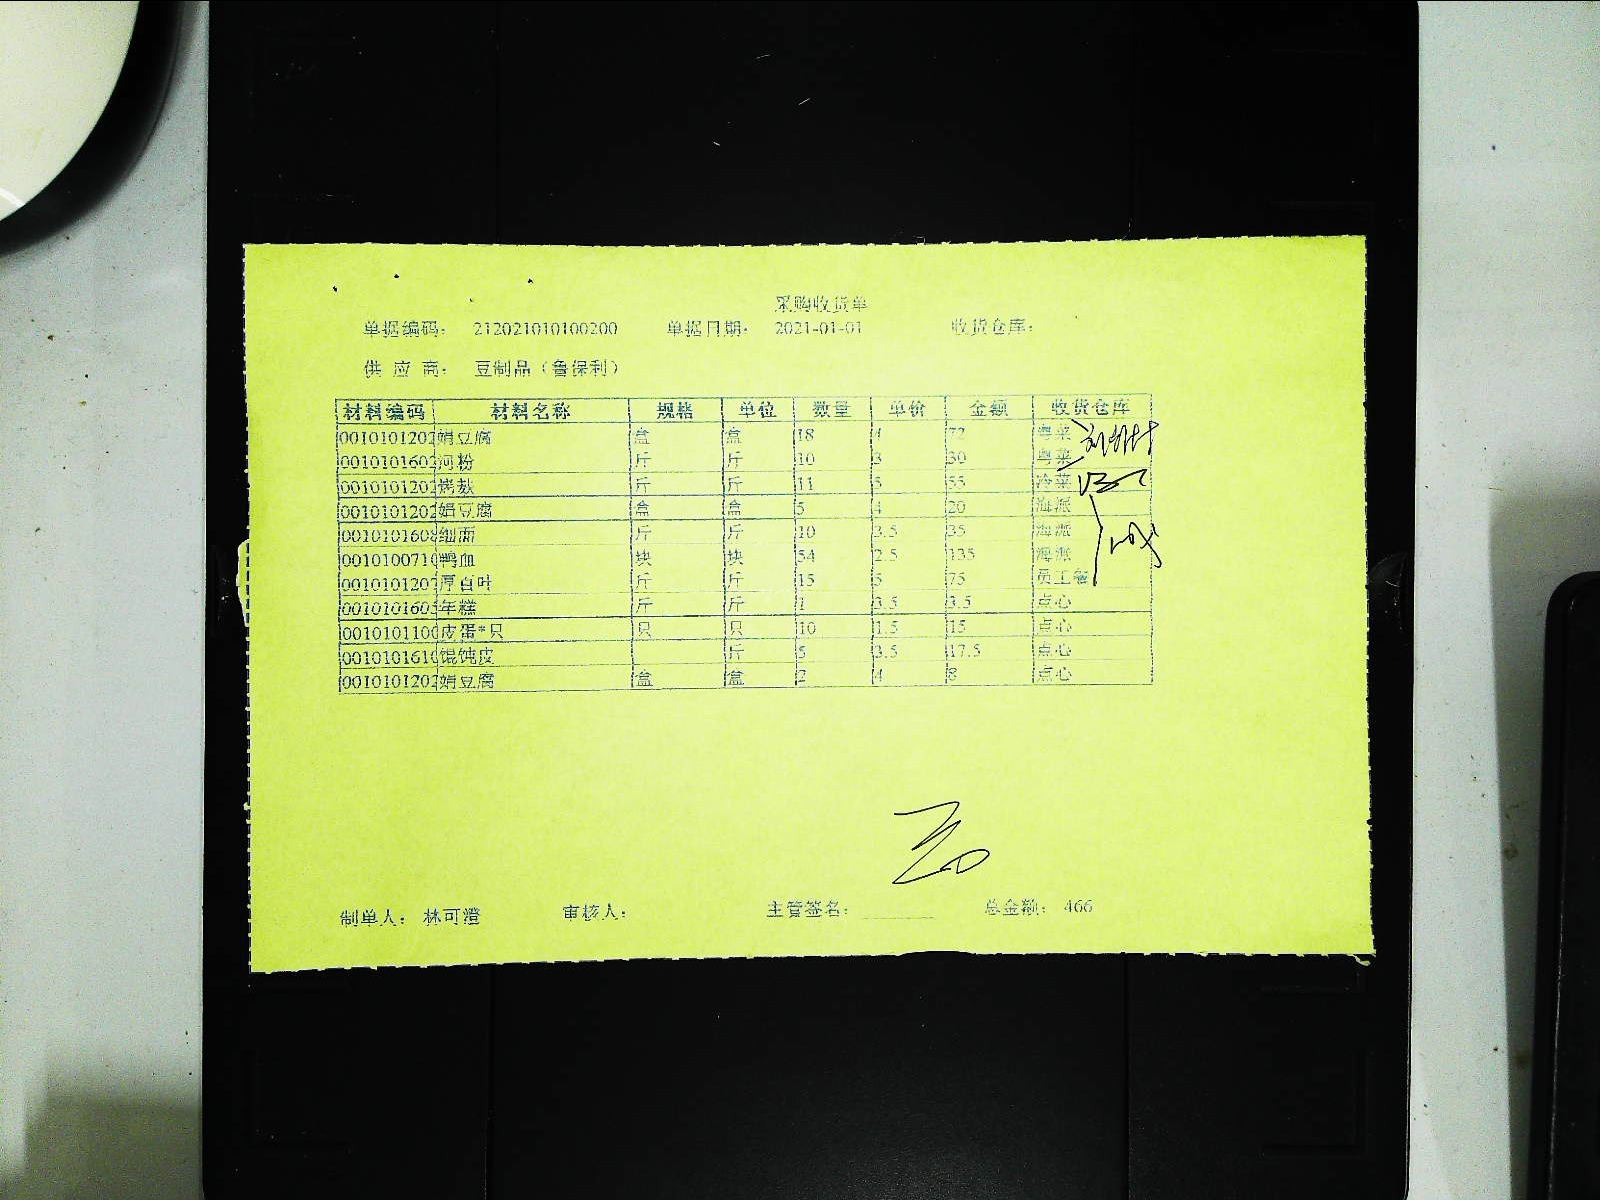 采购收货单
单据编码： 212021010100200 单据日期： 2021-01-01 收货仓库：
供 应 商： 豆制品（鲁保利）
材料编码 材料名称 规格 单位 数量 单价 金额 收货仓库
0010101202 娟豆腐 盒 盒 18 4 72 粤菜
0010101602 河粉 斤 斤 10 3 30 粤菜
0010101202 烤麸 斤 斤 11 5 55 冷菜
0010101202 娟豆腐 盒 盒 5 4 20 海派
0010101608 细面 斤 斤 10 3.5 35 海派
0010100710 鸭血 块 块 54 2.5 135 海派
0010101207 厚百叶 斤 斤 15 5 75 员工餐
0010101605 年糕 斤 斤 1 3.5 3.5 点心
0010101100 皮蛋*只 只 只 10 1.5 15 点心
0010101610 馄饨皮 斤 5 3.5 17.5 点心
0010101202 娟豆腐 盒 盒 2 4 8 点心
制单人： 林可澄 审核人： 主管签名： 总金额： 466